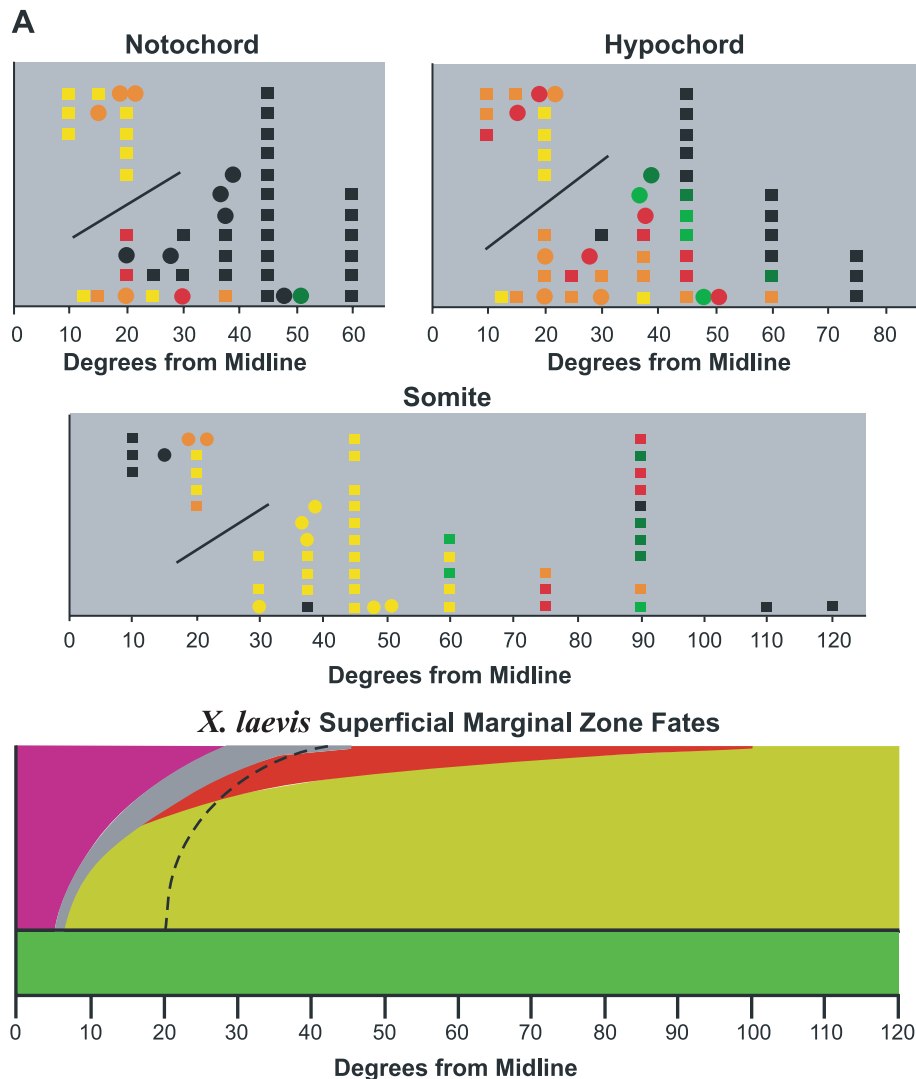 A
Notochord
Hypochord
0 10 20 30 40 50 60
0 10 20 30 40 50 60 70 80
Degrees from Midline
Degrees from Midline
Somite
0 10 20 30 40 50 60 70 80 90 100 110 120
Degrees from Midline
X. laevis Superficial Marginal Zone Fates
0 10 20 30 40 50 60 70 80 90 100 110 120
Degrees from Midline